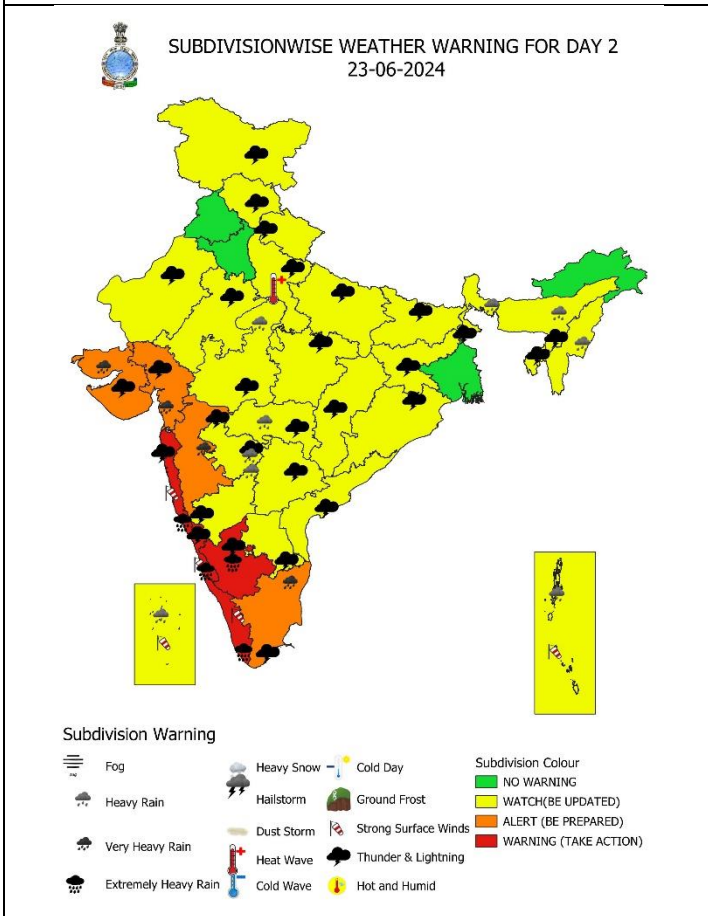 SUBDIVISIONWISE WEATHER WARNING FOR DAY 2
23-06-2024
Subdivision Warning
Fog
Heavy Rain
Very Heavy Rain
Extremely Heavy Rain
Heavy Snow
Hailstorm
Dust Storm
Heat Wave
Cold Wave
Cold Day
Ground Frost
Strong Surface Winds
Thunder & Lightning
Hot and Humid
Subdivision Colour
NO WARNING
WATCH(BE UPDATED)
ALERT (BE PREPARED)
WARNING (TAKE ACTION)